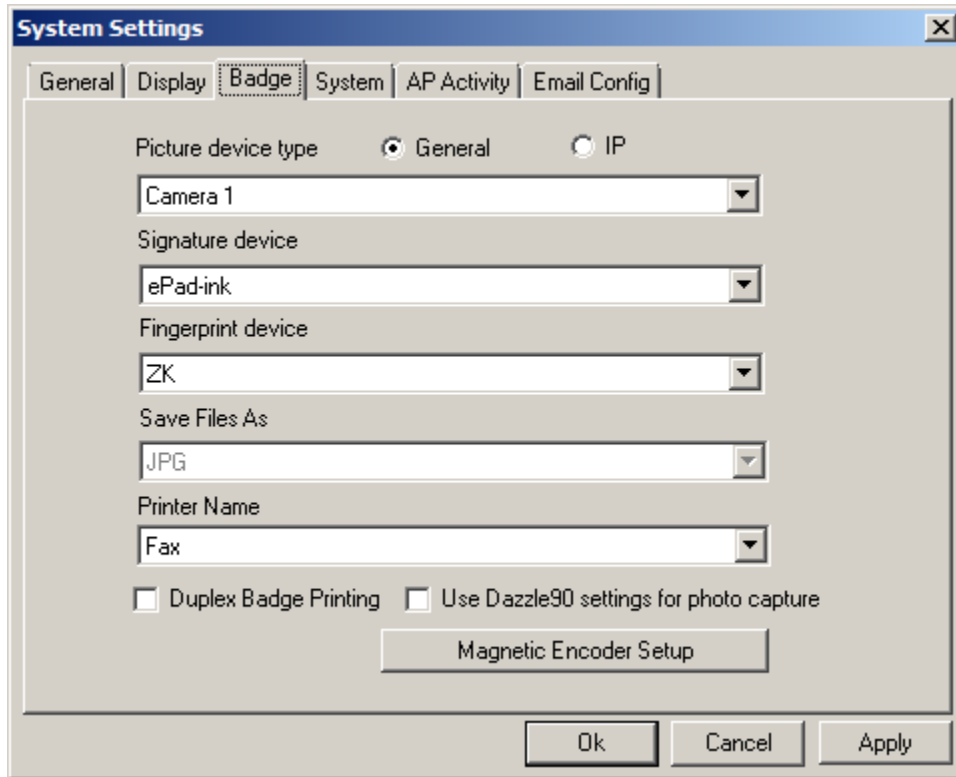 System Settings
General Display Badge System AP Activity Email Config
Picture device type General IP
Camera 1
Signature device
ePad-ink
Fingerprint device
ZK
Save Files As
JPG
Printer Name
Fax
Duplex Badge Printing Use Dazzle90 settings for photo capture
Magnetic Encoder Setup
Ok Cancel Apply